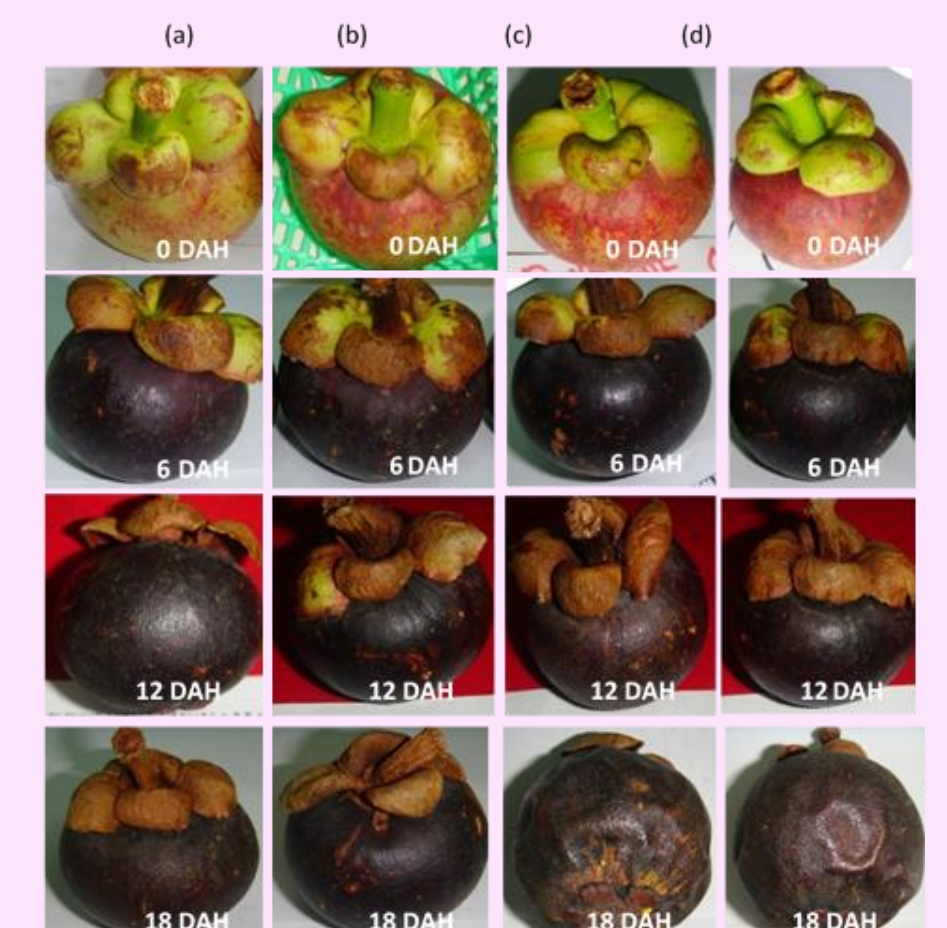 (a) (b) (c) (d)
0 DAH 0 DAH 0 DAH 0 DAH
6 DAH 6 DAH 6 DAH 6 DAH
12 DAH 12 DAH 12 DAH 12 DAH
18 DAH 18 DAH 18 DAH 18 DAH